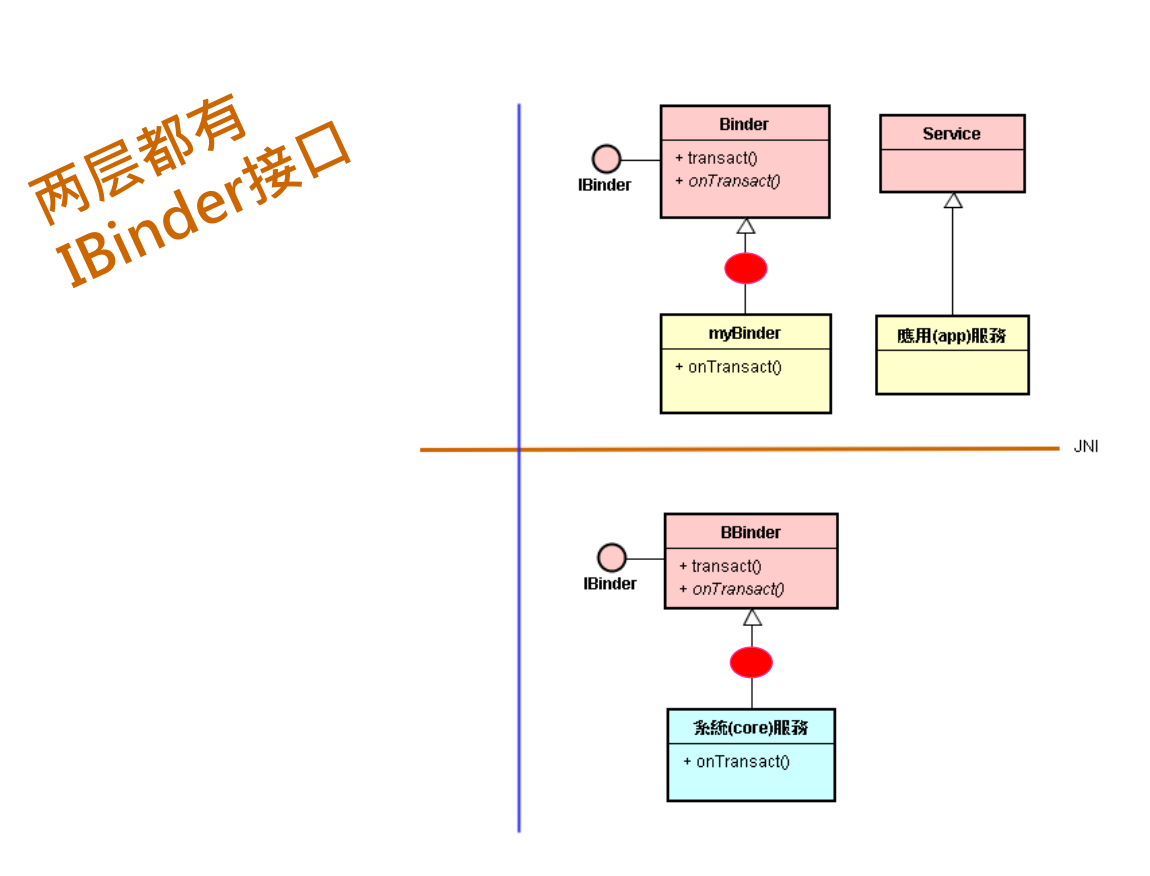 两层都有
IBinder接口
Binder
+ transact()
+ onTransact()
IBinder
Service
myBinder
+ onTransact()
應用(app)服務
JNI
BBinder
+ transact()
+ onTransact()
IBinder
系統(core)服務
+ onTransact()